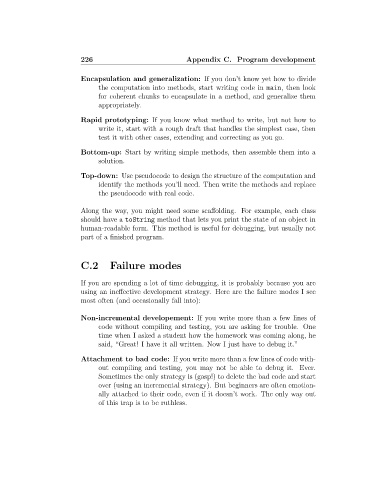 226 Appendix C. Program development
Encapsulation and generalization: If you don't know yet how to divide
the computation into methods, start writing code in main, then look
for coherent chunks to encapsulate in a method, and generalize them
appropriately.
Rapid prototyping: If you know what method to write, but not how to
write it, start with a rough draft that handles the simplest case, then
test it with other cases, extending and correcting as you go.
Bottom-up: Start by writing simple methods, then assemble them into a
solution.
Top-down: Use pseudocode to design the structure of the computation and
identify the methods you'll need. Then write the methods and replace
the pseudocode with real code.
Along the way, you might need some scaffolding. For example, each class
should have a toString method that lets you print the state of an object in
human-readable form. This method is useful for debugging, but usually not
part of a finished program.
C.2 Failure modes
If you are spending a lot of time debugging, it is probably because you are
using an ineffective development strategy. Here are the failure modes I see
most often (and occasionally fall into):
Non-incremental developement: If you write more than a few lines of
code without compiling and testing, you are asking for trouble. One
time when I asked a student how the homework was coming along, he
said, "Great! I have it all written. Now I just have to debug it."
Attachment to bad code: If you write more than a few lines of code with-
out compiling and testing, you may not be able to debug it. Ever.
Sometimes the only strategy is (gasp!) to delete the bad code and start
over (using an incremental strategy). But beginners are often emotion-
ally attached to their code, even if it doesn't work. The only way out
of this trap is to be ruthless.